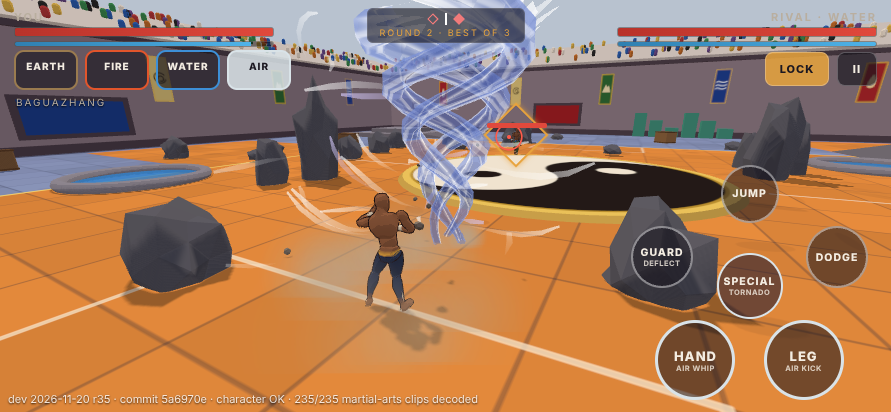 YOU
ROUND 2 · BEST OF 3
RIVAL · WATER
EARTH
FIRE
WATER
AIR
LOCK
II
BAGUAZHANG
JUMP
GUARD
DEFLECT
DODGE
SPECIAL
TORNADO
HAND
AIR WHIP
LEG
AIR KICK
dev 2026-11-20 r35 · commit 5a6970e · character OK · 235/235 martial-arts clips decoded